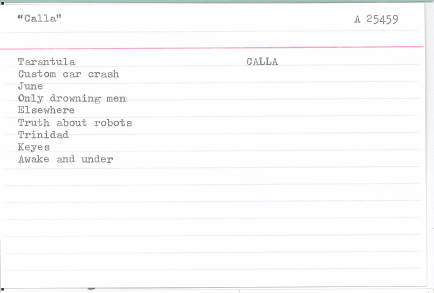 "Calla" A 25459
Tarantula CALLA
Custom car crash
June
Only drowning men
Elsewhere
Truth about robots
Trinidad
Keyes
Awake and under